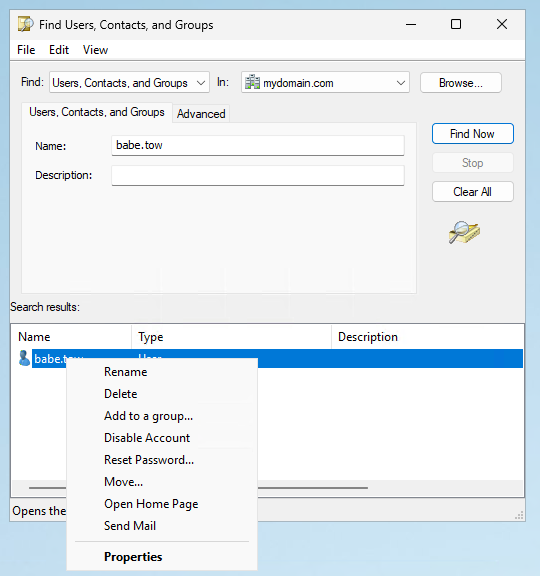 Find Users, Contacts, and Groups
File Edit View
Find: Users, Contacts, and Groups In: mydomain.com Browse...
Users, Contacts, and Groups Advanced
Name: babe.tow Find Now
Stop
Description: Clear All
Search results:
Name Type Description
babe.tow User
Rename
Delete
Add to a group...
Disable Account
Reset Password...
Move...
Open Home Page
Opens the
Send Mail
Properties